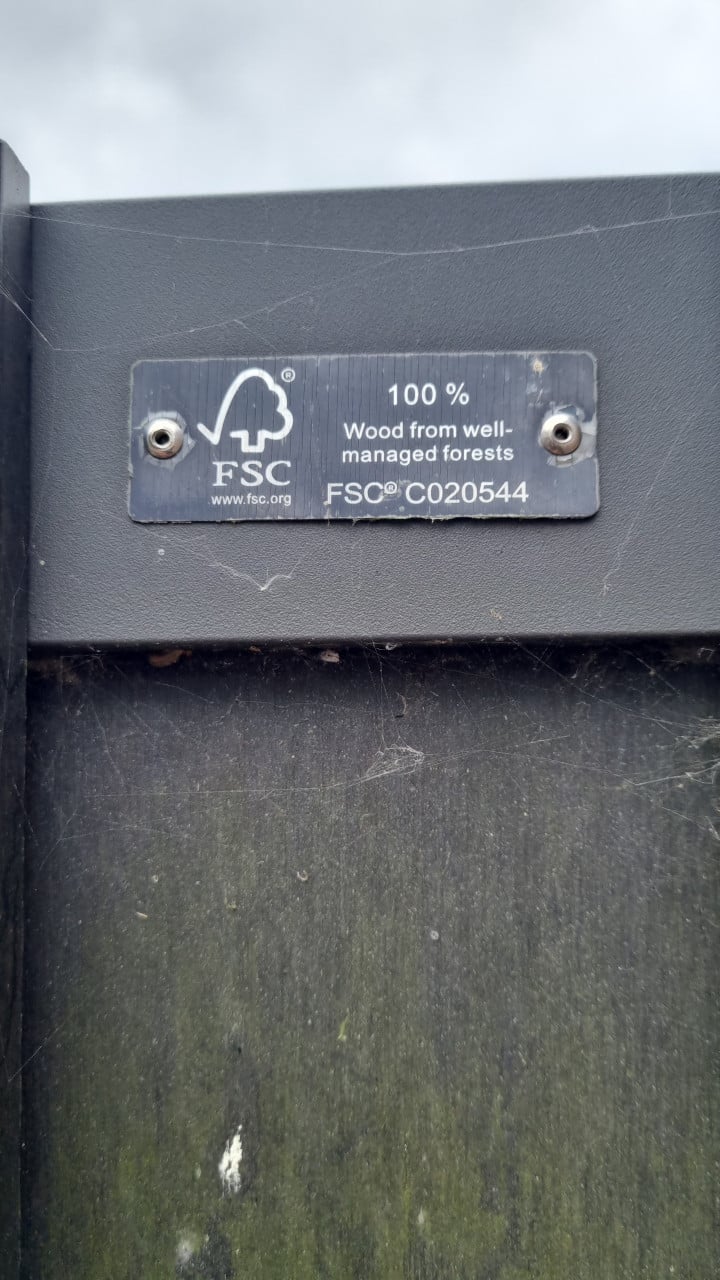 FSC®
www.fsc.org
100 %
Wood from well-
managed forests
FSC® C020544